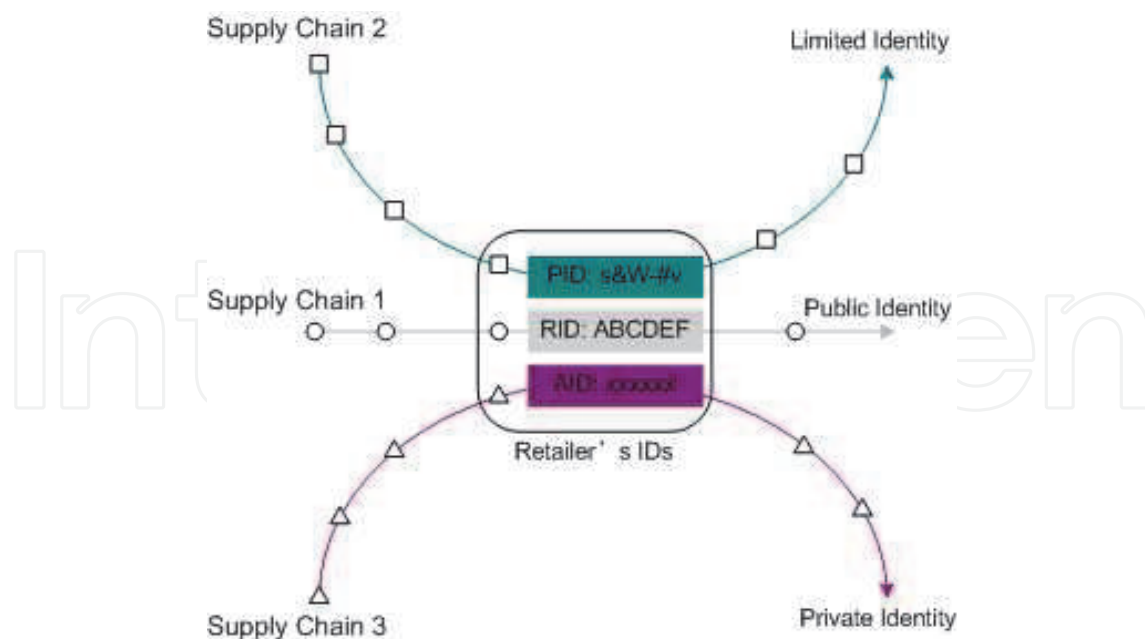 Supply Chain 2
Limited Identity
PID: s&W-#v
Supply Chain 1
Public Identity
RID: ABCDEF
AID:
Retailer’ s IDs
Supply Chain 3
Private Identity